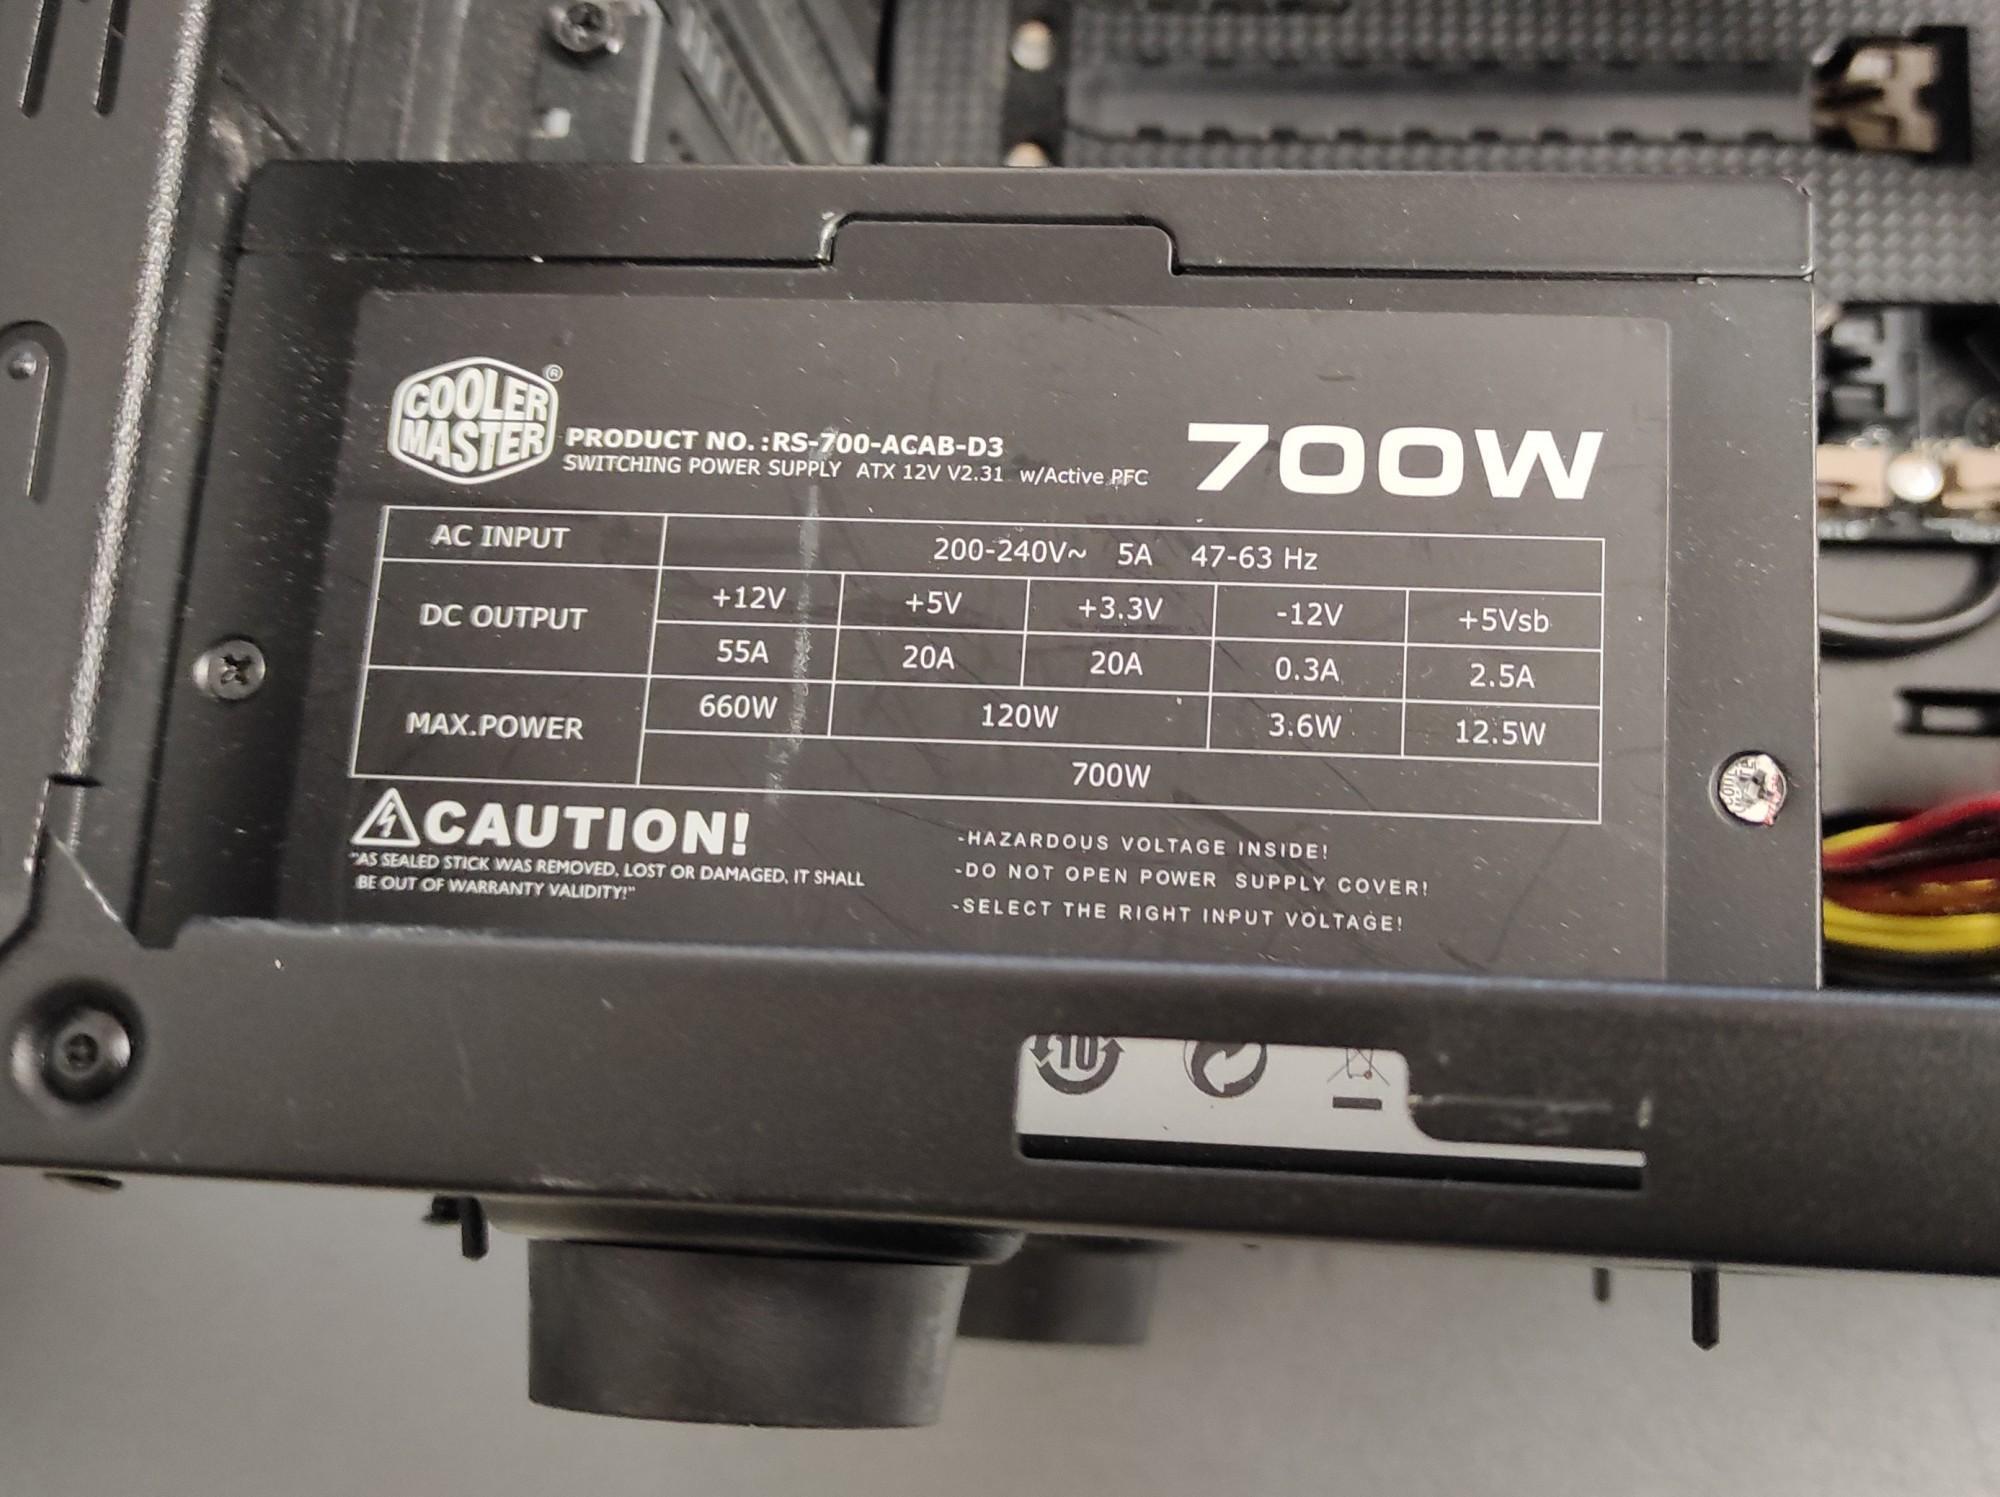 COOLER
MASTER ®
PRODUCT NO.:RS-700-ACAB-D3
SWITCHING POWER SUPPLY ATX 12V V2.31 w/Active PFC
700W
AC INPUT 200-240V~ 5A 47-63 Hz
DC OUTPUT +12V +5V +3.3V -12V +5Vsb
55A 20A 20A 0.3A 2.5A
MAX.POWER 660W 120W 3.6W 12.5W
700W
CAUTION!
"AS SEALED STICK WAS REMOVED, LOST OR DAMAGED, IT SHALL
BE OUT OF WARRANTY VALIDITY!"
-HAZARDOUS VOLTAGE INSIDE!
-DO NOT OPEN POWER SUPPLY COVER!
-SELECT THE RIGHT INPUT VOLTAGE!
10